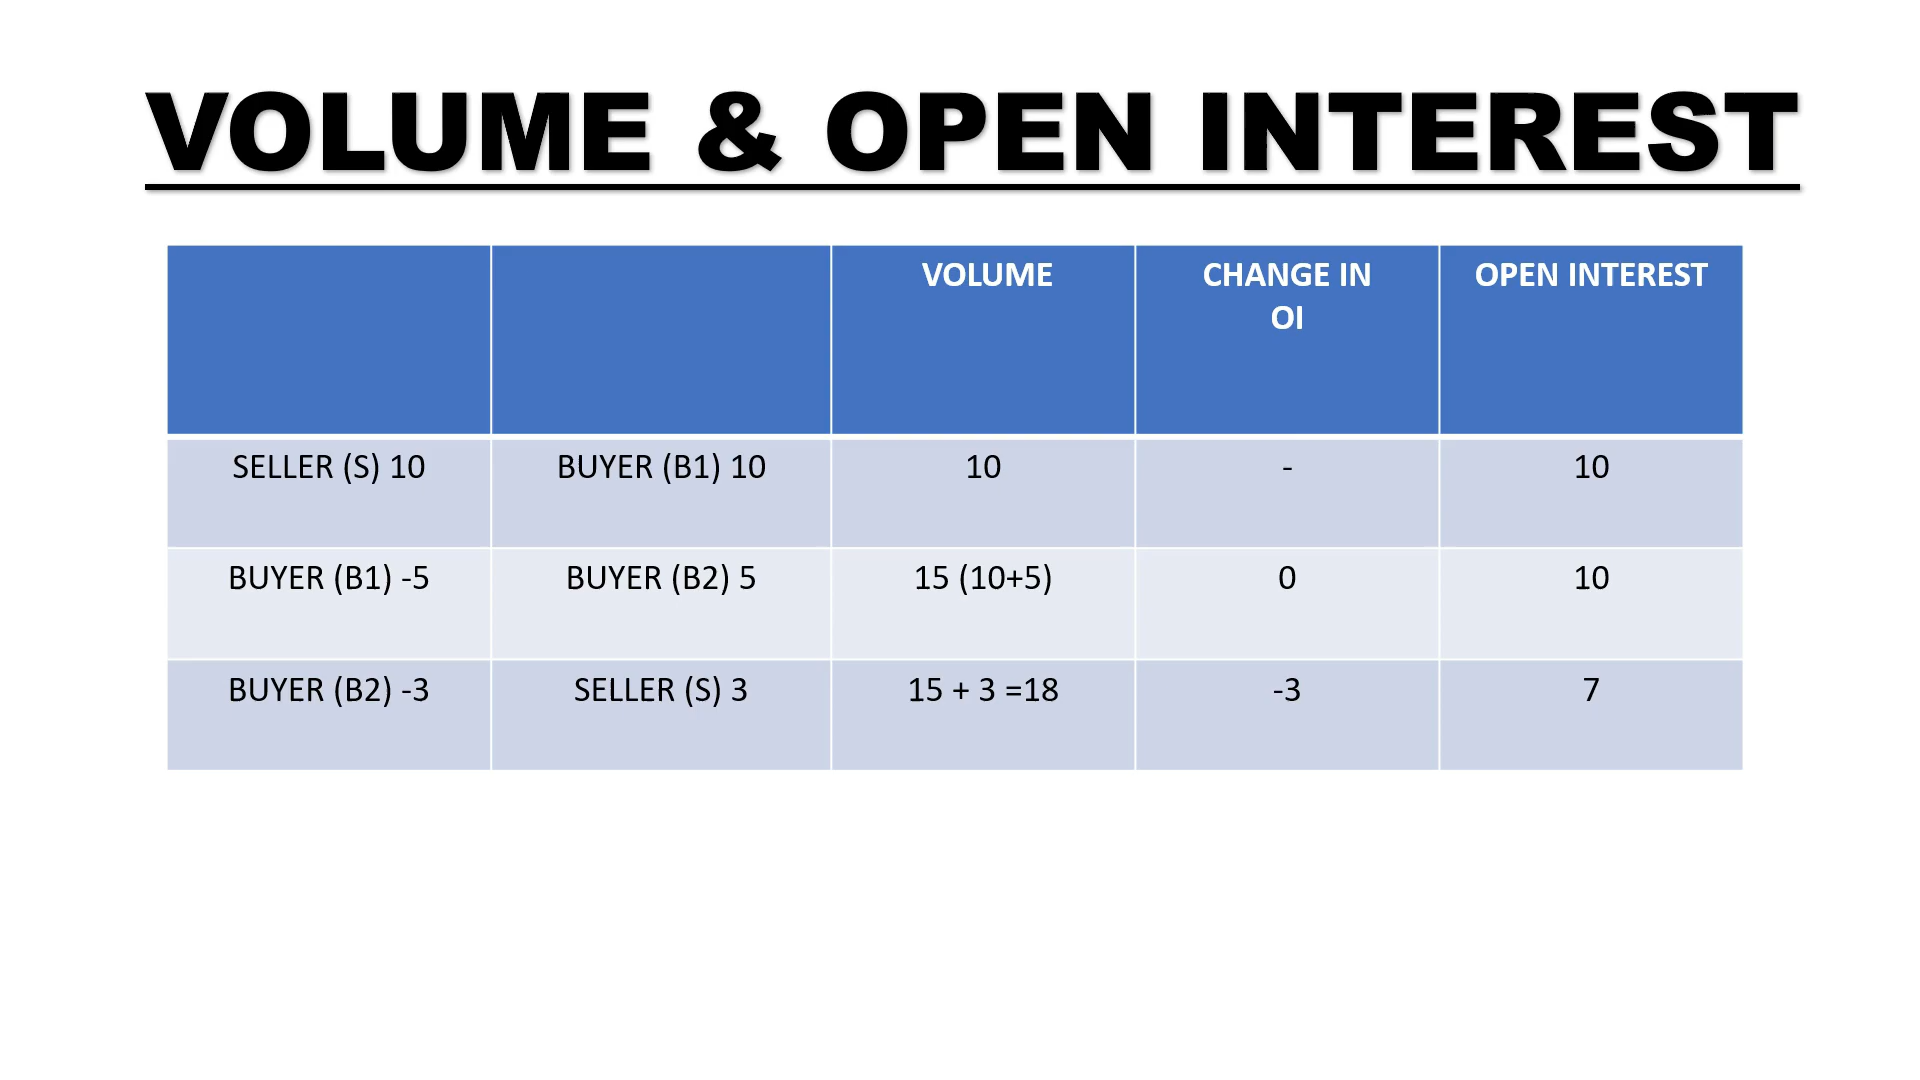 VOLUME & OPEN INTEREST
VOLUME
CHANGE IN
OI
OPEN INTEREST
SELLER (S) 10
BUYER (B1) 10
10
-
10
BUYER (B1) -5
BUYER (B2) 5
15 (10+5)
0
10
BUYER (B2) -3
SELLER (S) 3
15 + 3 =18
-3
7